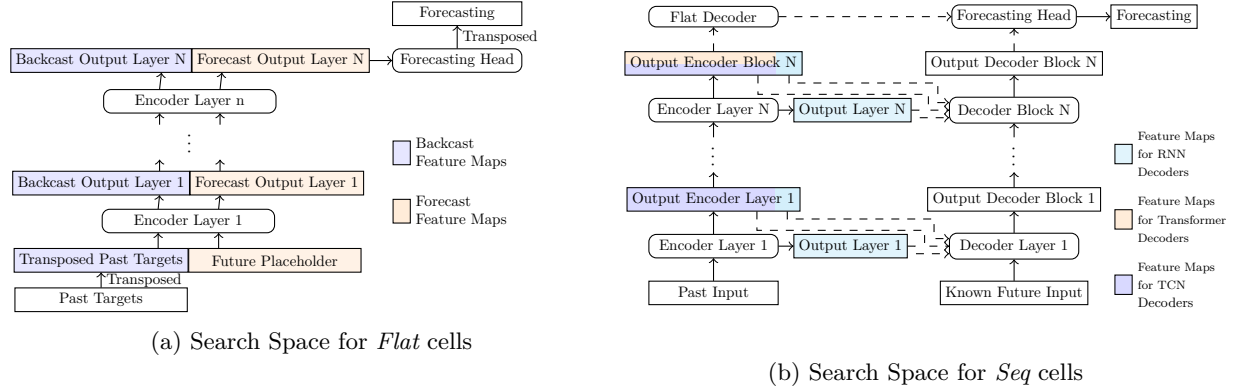 Forecasting
Transposed
Backcast Output Layer N Forecast Output Layer N Forecasting Head
Encoder Layer n
⋮
Backcast Output Layer 1 Forecast Output Layer 1
Encoder Layer 1
Transposed Past Targets Future Placeholder
Transposed
Past Targets
Backcast
Feature Maps
Forecast
Feature Maps
(a) Search Space for Flat cells
Flat Decoder Forecasting Head Forecasting
Output Encoder Block N Output Decoder Block N
Encoder Layer N Output Layer N Decoder Block N
⋮ ⋮
Output Encoder Layer 1 Output Decoder Block 1
Encoder Layer 1 Output Layer 1 Decoder Layer 1
Past Input Known Future Input
Feature Maps
for RNN
Decoders
Feature Maps
for Transformer
Decoders
Feature Maps
for TCN
Decoders
(b) Search Space for Seq cells